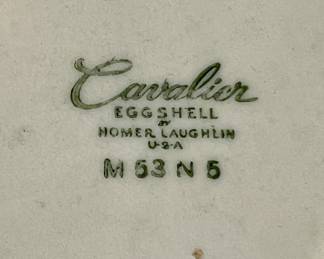 Cavalier
EGGSHELL
BY
HOMER LAUGHLIN
U·S·A
M 53 N 5